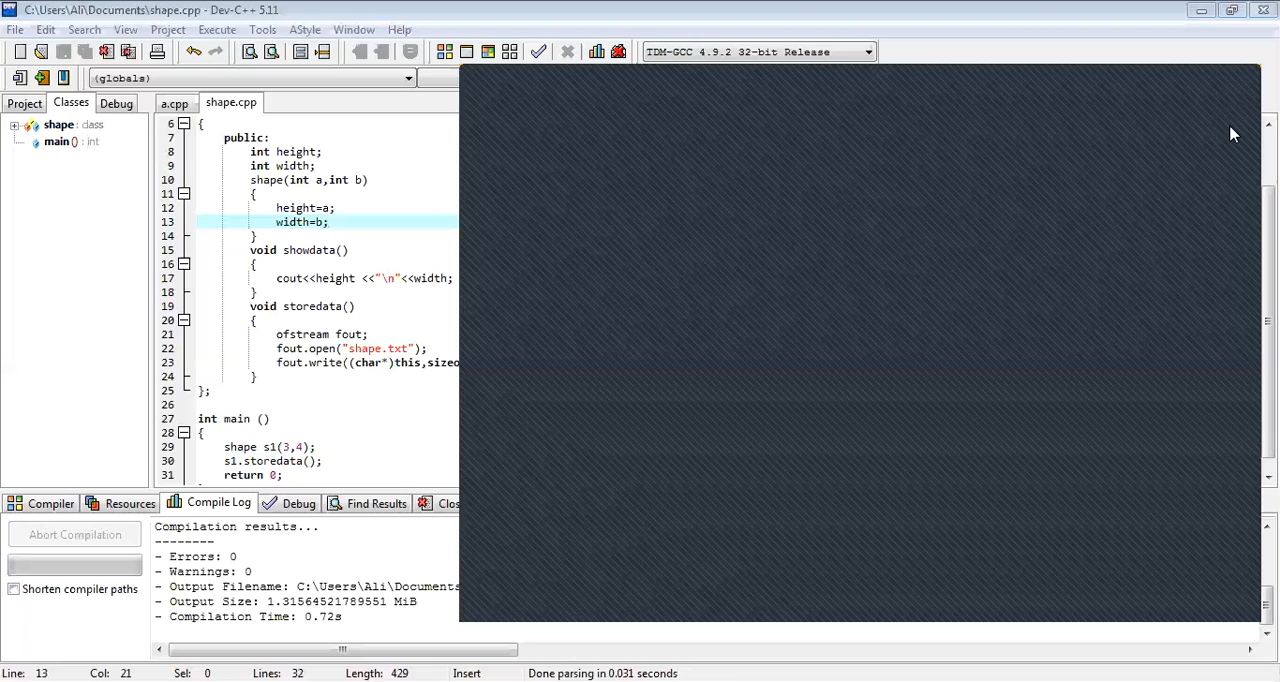 C:\Users\Ali\Documents\shape.cpp - Dev-C++ 5.11
File Edit Search View Project Execute Tools AStyle Window Help
TDM-GCC 4.9.2 32-bit Release
(globals)
Project Classes Debug a.cpp shape.cpp
shape : class
main () : int
6 {
7 public:
8 int height;
9 int width;
10 shape(int a,int b)
11 {
12 height=a;
13 width=b;
14 }
15 void showdata()
16 {
17 cout<<height <<"\n"<<width;
18 }
19 void storedata()
20 {
21 ofstream fout;
22 fout.open("shape.txt");
23 fout.write((char*)this,sizeo
24 }
25 };
26
27 int main ()
28 {
29 shape s1(3,4);
30 s1.storedata();
31 return 0;
Compiler Resources Compile Log Debug Find Results Clos
Abort Compilation
Shorten compiler paths
Compilation results...
--------
- Errors: 0
- Warnings: 0
- Output Filename: C:\Users\Ali\Documents
- Output Size: 1.31564521789551 MiB
- Compilation Time: 0.72s
Line: 13 Col: 21 Sel: 0 Lines: 32 Length: 429 Insert Done parsing in 0.031 seconds